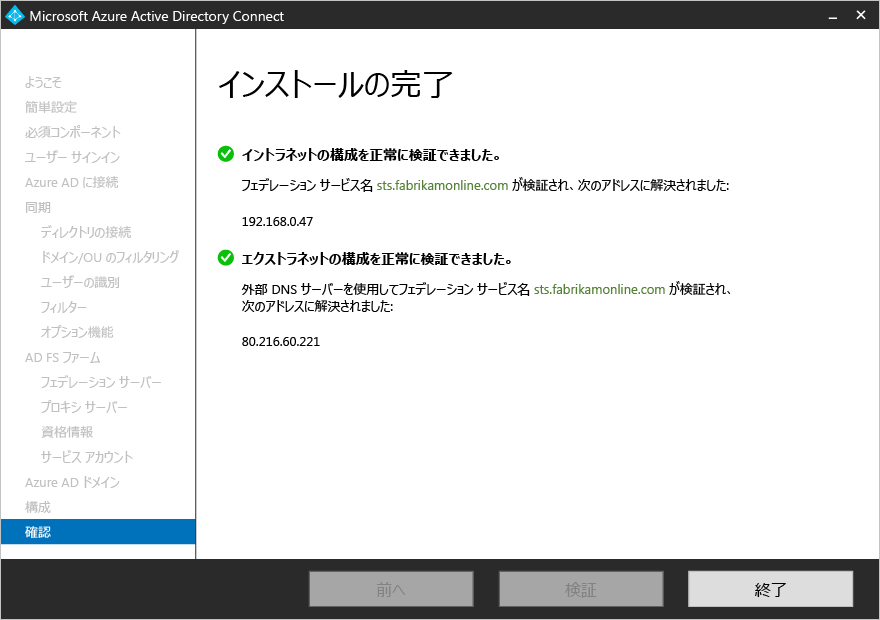 Microsoft Azure Active Directory Connect
ようこそ
簡単設定
必須コンポーネント
ユーザー サインイン
Azure AD に接続
同期
ディレクトリの接続
ドメイン/OU のフィルタリング
ユーザーの識別
フィルター
オプション機能
AD FS ファーム
フェデレーション サーバー
プロキシ サーバー
資格情報
サービス アカウント
Azure AD ドメイン
構成
確認
インストールの完了
イントラネットの構成を正常に検証できました。
フェデレーション サービス名 sts.fabrikamonline.com が検証され、次のアドレスに解決されました:
192.168.0.47
エクストラネットの構成を正常に検証できました。
外部 DNS サーバーを使用してフェデレーション サービス名 sts.fabrikamonline.com が検証され、
次のアドレスに解決されました:
80.216.60.221
前へ
検証
終了